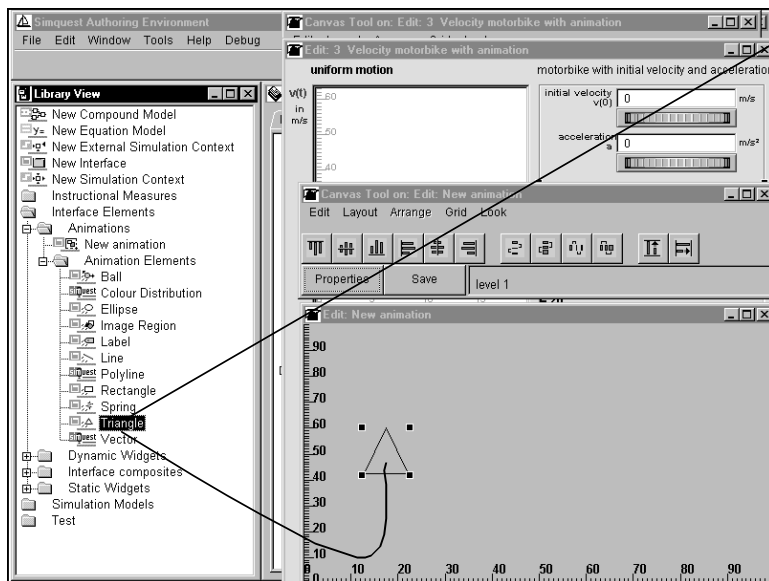 Simquest Authoring Environment
File Edit Window Tools Help Debug
Library View
New Compound Model
y= New Equation Model
New External Simulation Context
New Interface
New Simulation Context
Instructional Measures
Interface Elements
Animations
New animation
Animation Elements
Ball
Colour Distribution
Ellipse
Image Region
Label
Line
Polyline
Rectangle
Spring
Triangle
Vector
Dynamic Widgets
Interface composites
Static Widgets
Simulation Models
Test
Canvas Tool on: Edit: 3 Velocity motorbike with animation
Edit: 3 Velocity motorbike with animation
uniform motion
motorbike with initial velocity and acceleration
v(t)
in
m/s
60
50
40
initial velocity
v(0)
0
m/s
acceleration
a
0
m/s²
Canvas Tool on: Edit: New animation
Edit Layout Arrange Grid Look
Properties
Save
level 1
Edit: New animation
90
80
70
60
50
40
30
20
10
0
0 10 20 30 40 50 60 70 80 90